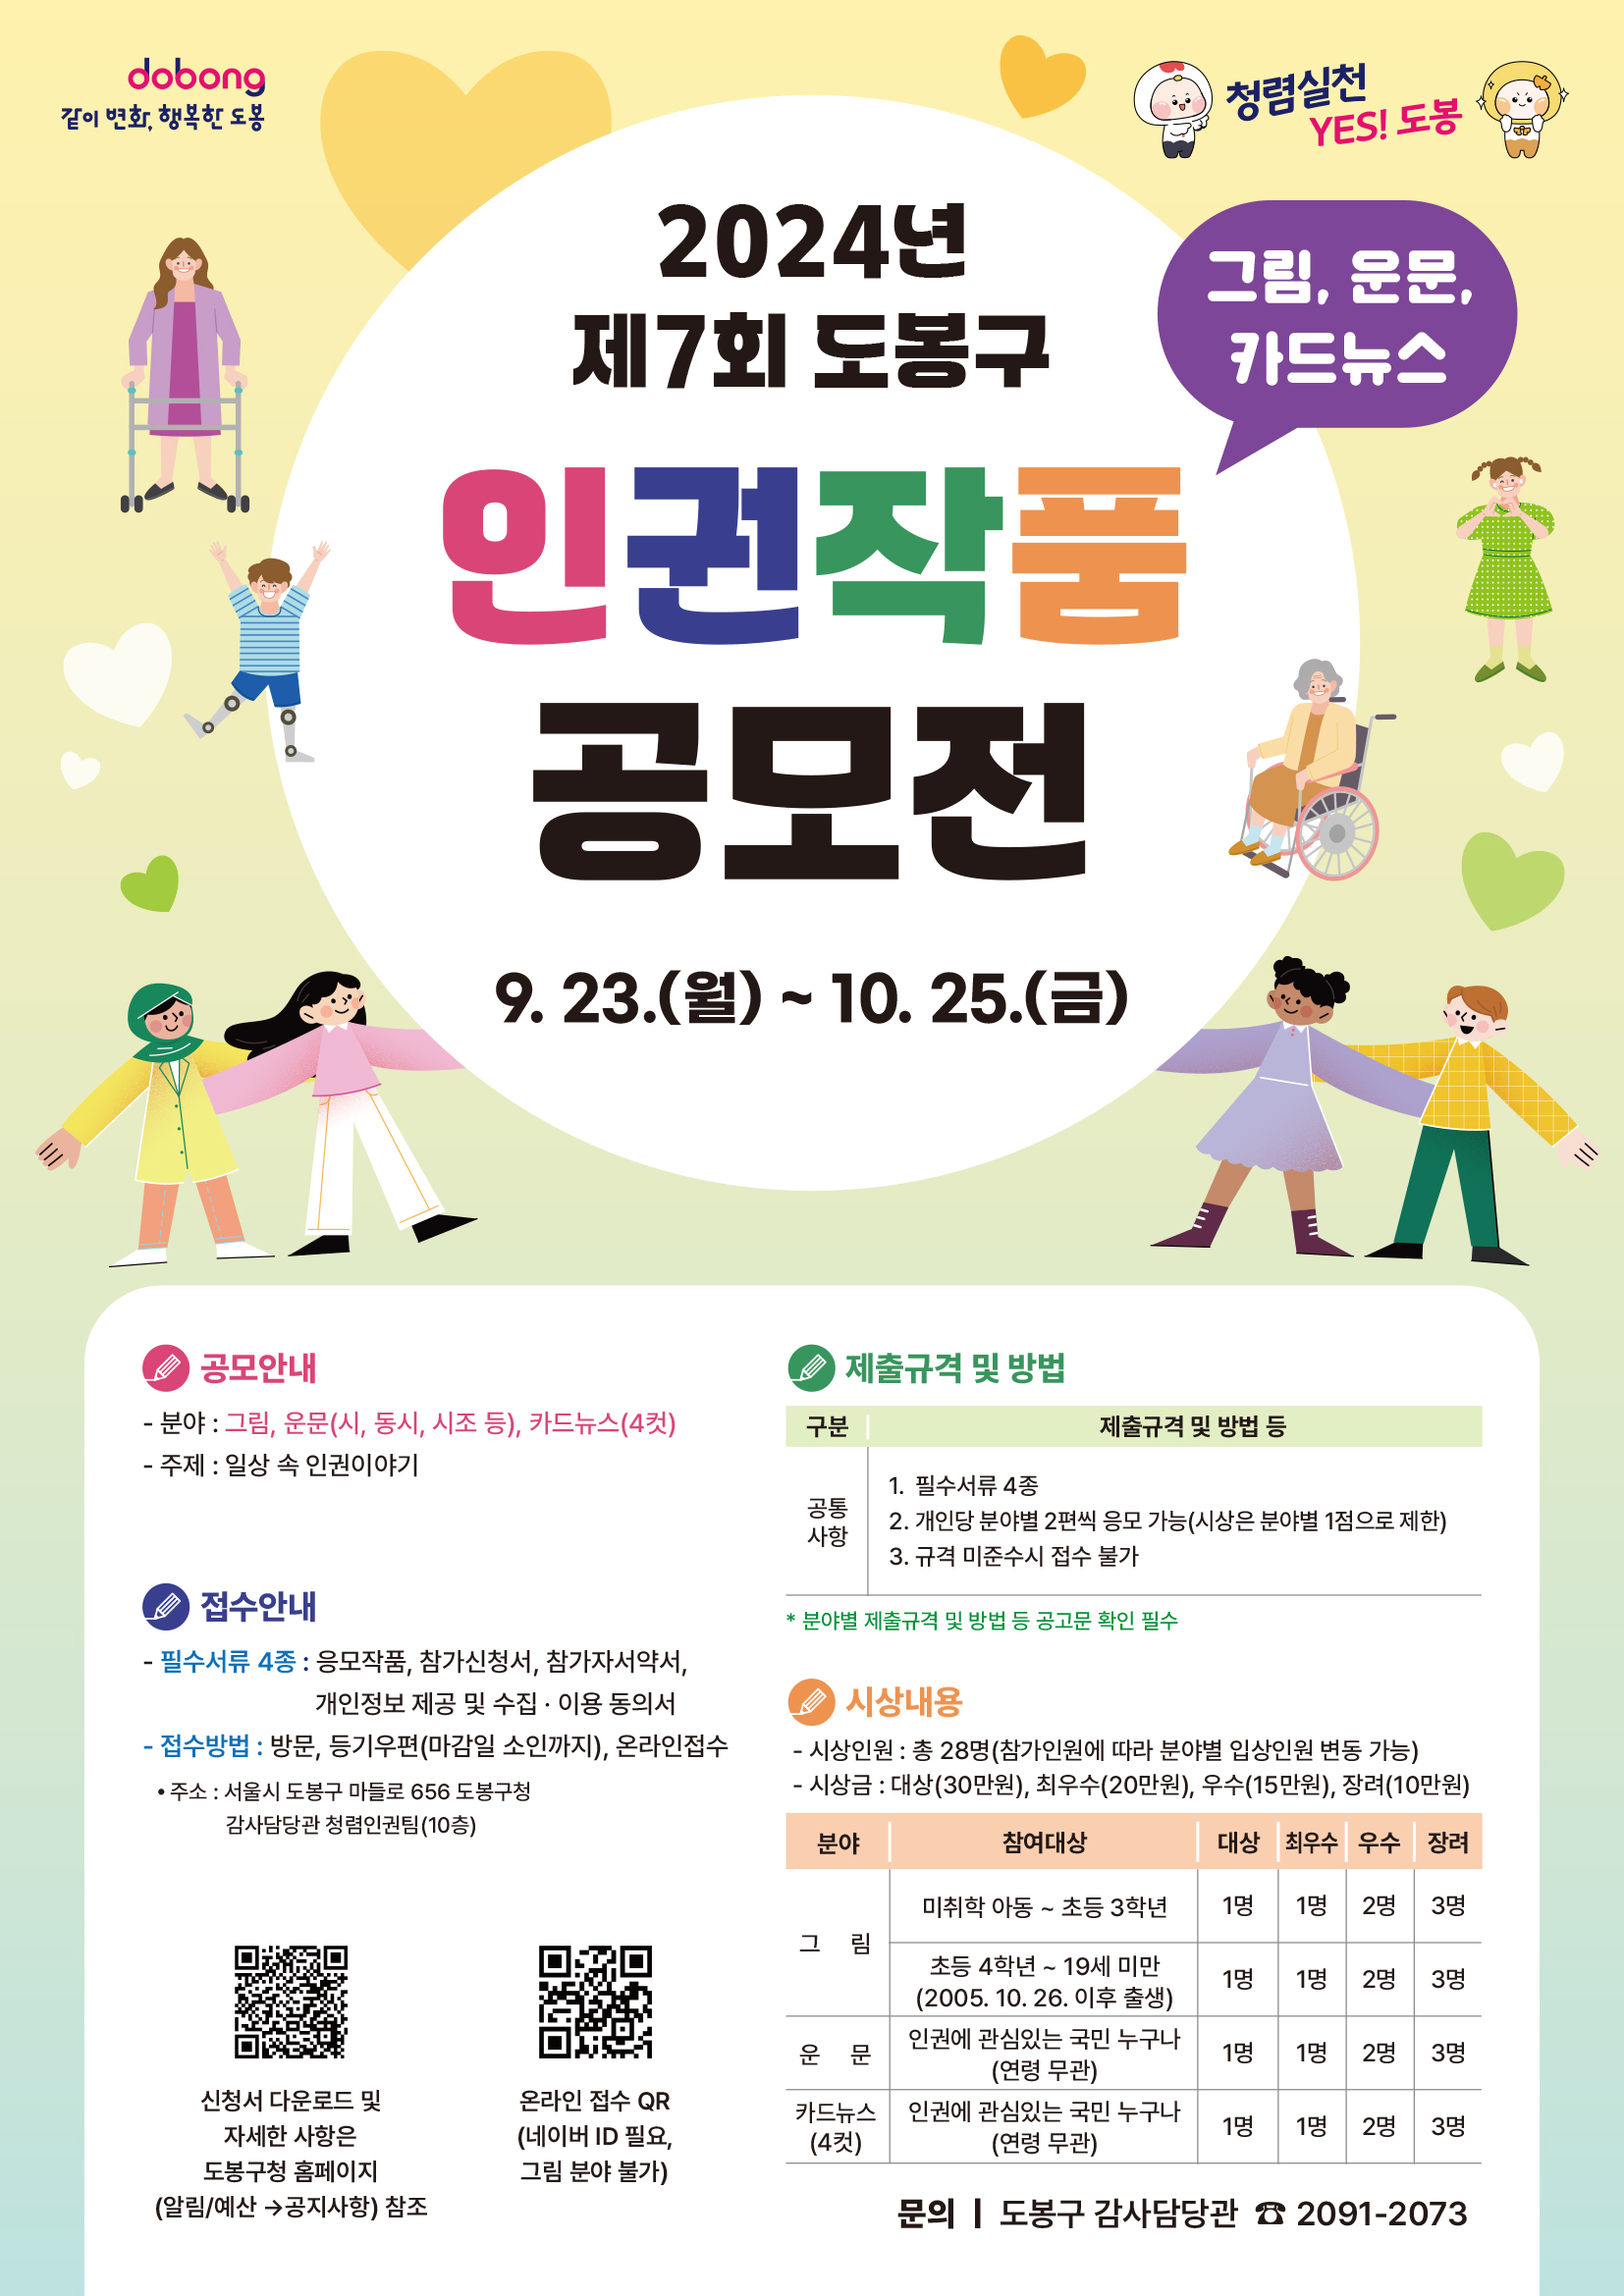 dobong
같이 변화, 행복한 도봉
청렴실천
YES! 도봉
2024년
제7회 도봉구
그림, 운문,
카드뉴스
인권작품
공모전
9. 23.(월) ~ 10. 25.(금)
공모안내
- 분야 : 그림, 운문(시, 동시, 시조 등), 카드뉴스(4컷)
- 주제 : 일상 속 인권이야기
접수안내
- 필수서류 4종 : 응모작품, 참가신청서, 참가자서약서,
개인정보 제공 및 수집 · 이용 동의서
- 접수방법 : 방문, 등기우편(마감일 소인까지), 온라인접수
• 주소 : 서울시 도봉구 마들로 656 도봉구청
감사담당관 청렴인권팀(10층)
신청서 다운로드 및
자세한 사항은
도봉구청 홈페이지
(알림/예산 →공지사항) 참조
온라인 접수 QR
(네이버 ID 필요,
그림 분야 불가)
제출규격 및 방법
구분 제출규격 및 방법 등
공통
사항
1. 필수서류 4종
2. 개인당 분야별 2편씩 응모 가능(시상은 분야별 1점으로 제한)
3. 규격 미준수시 접수 불가
* 분야별 제출규격 및 방법 등 공고문 확인 필수
시상내용
- 시상인원 : 총 28명(참가인원에 따라 분야별 입상인원 변동 가능)
- 시상금 : 대상(30만원), 최우수(20만원), 우수(15만원), 장려(10만원)
분야 참여대상 대상 최우수 우수 장려
그 림
미취학 아동 ~ 초등 3학년 1명 1명 2명 3명
초등 4학년 ~ 19세 미만
(2005. 10. 26. 이후 출생)
1명 1명 2명 3명
운 문
인권에 관심있는 국민 누구나
(연령 무관)
1명 1명 2명 3명
카드뉴스
(4컷)
인권에 관심있는 국민 누구나
(연령 무관)
1명 1명 2명 3명
문의 | 도봉구 감사담당관 ☎ 2091-2073